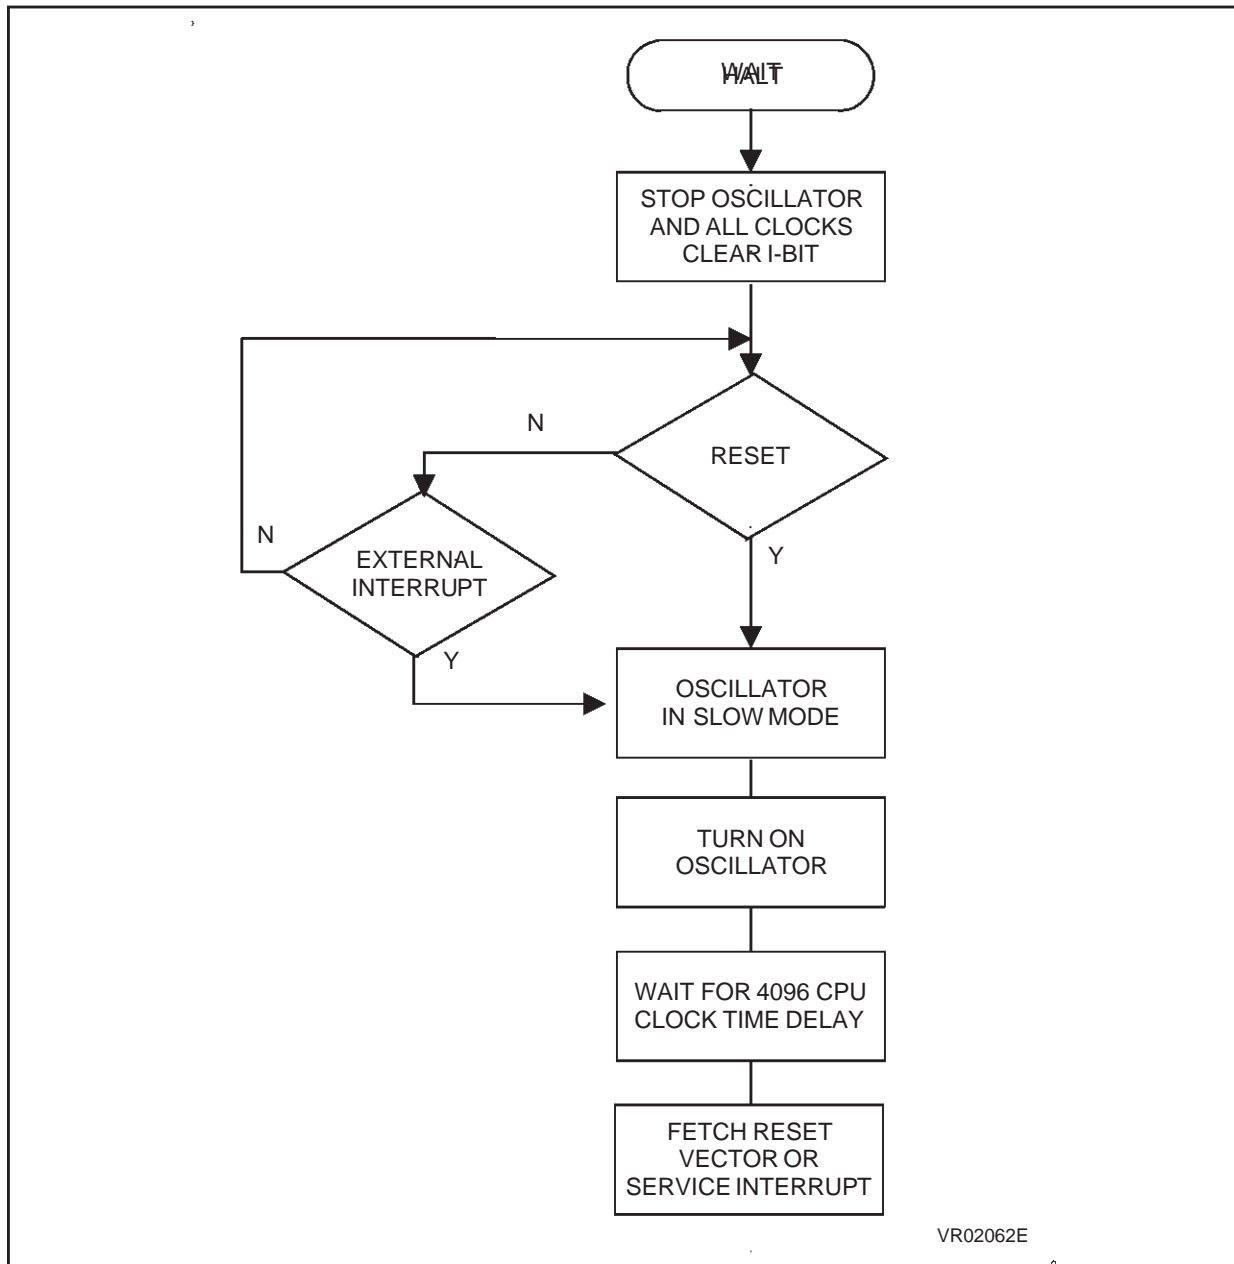 HALT
STOP OSCILLATOR
AND ALL CLOCKS
CLEAR I-BIT
N
RESET
N
Y
EXTERNAL
INTERRUPT
Y
OSCILLATOR
IN SLOW MODE
TURN ON
OSCILLATOR
WAIT FOR 4096 CPU
CLOCK TIME DELAY
FETCH RESET
VECTOR OR
SERVICE INTERRUPT
VR02062E